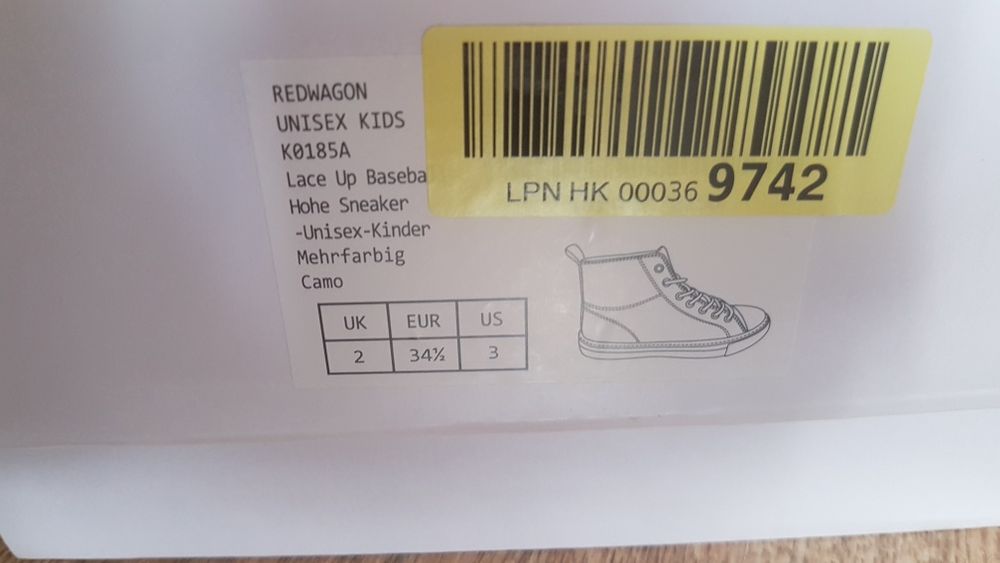 REDWAGON
UNISEX KIDS
K0185A
Lace Up Baseba
Hohe Sneaker
-Unisex-Kinder
Mehrfarbig
Camo
UK EUR US
2 34½ 3
LPN HK 00036 9742